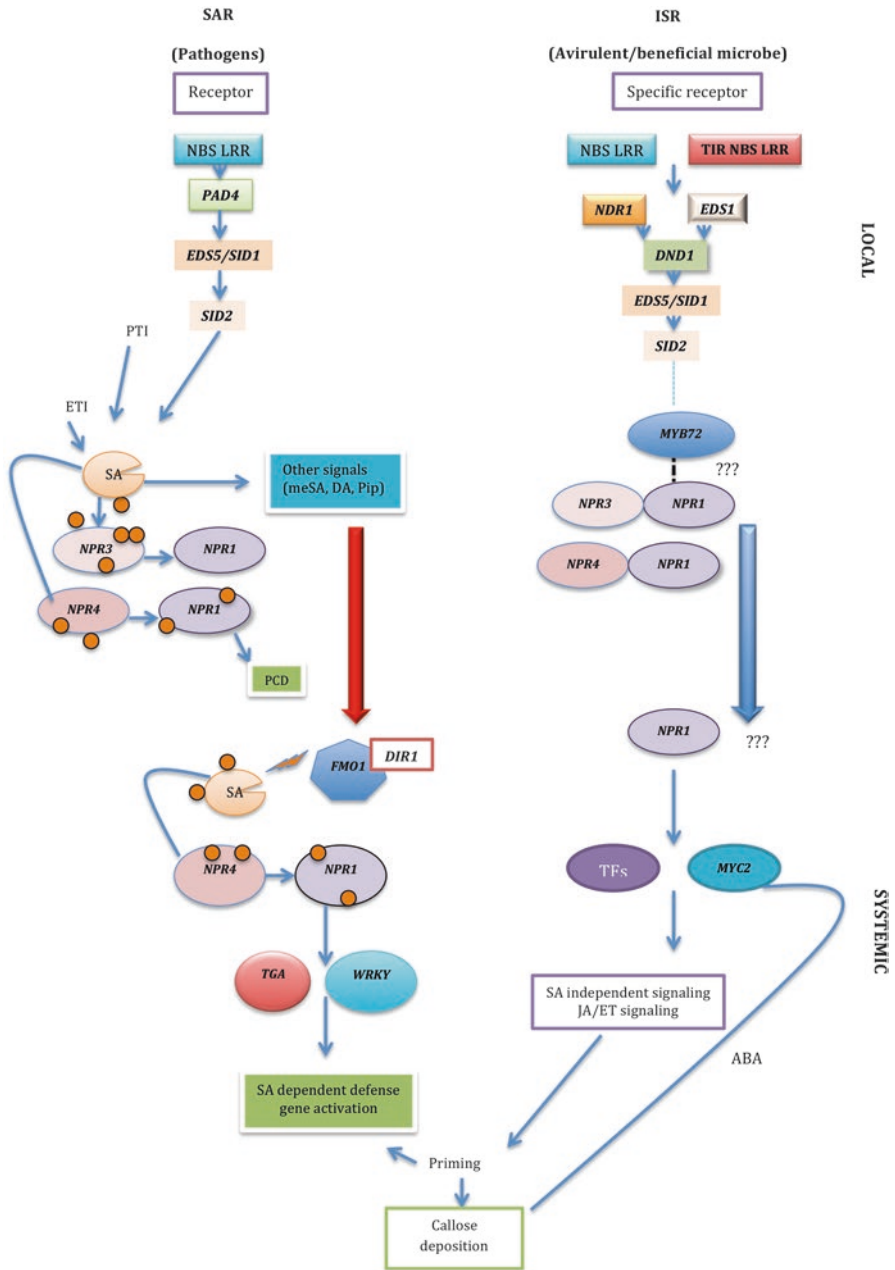 SAR
(Pathogens)
Receptor
NBS LRR
PAD4
EDS5/SID1
SID2
PTI
ETI
SA
Other signals
(meSA, DA, Pip)
NPR3
NPR1
NPR4
NPR1
PCD
FMO1
DIR1
SA
NPR4
NPR1
TGA
WRKY
SA dependent defense
gene activation
Priming
Callose
deposition
ISR
(Avirulent/beneficial microbe)
Specific receptor
NBS LRR
TIR NBS LRR
NDR1
EDS1
DND1
EDS5/SID1
SID2
MYB72
???
NPR3
NPR1
NPR4
NPR1
NPR1
???
TFs
MYC2
SA independent signaling
JA/ET signaling
ABA
LOCAL
SYSTEMIC